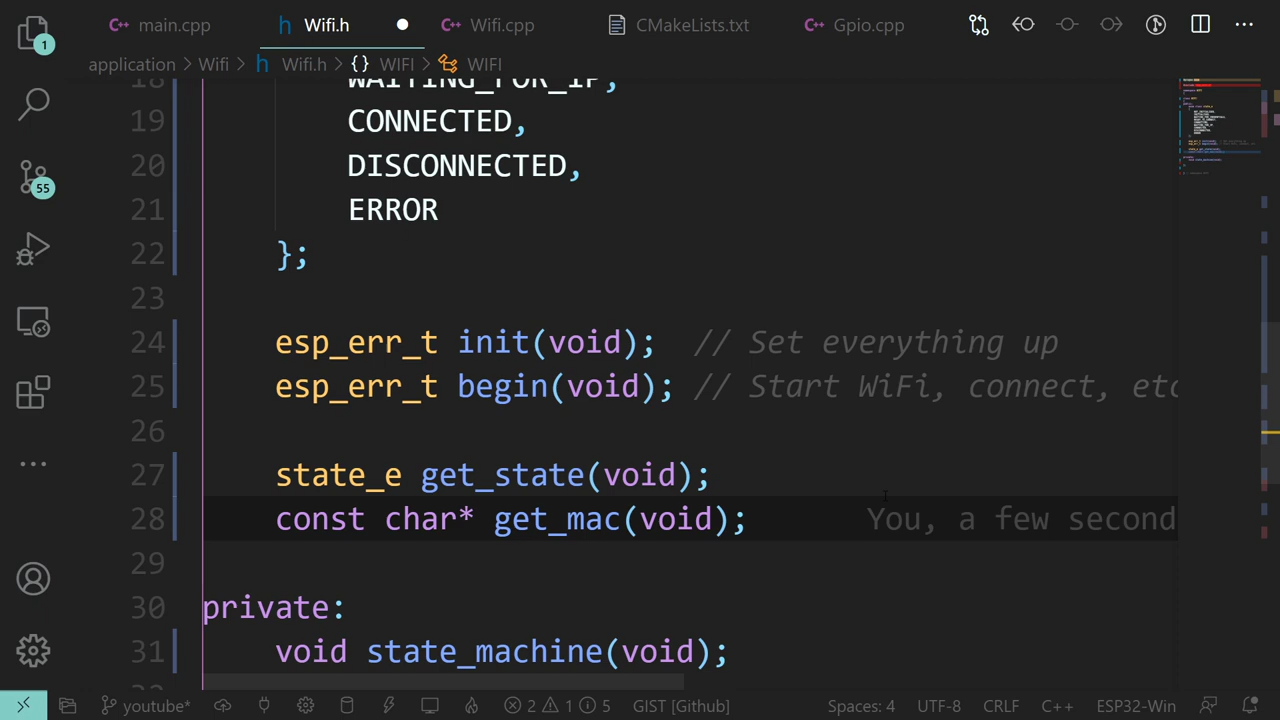 main.cpp Wifi.h Wifi.cpp CMakeLists.txt Gpio.cpp
application > Wifi > h Wifi.h > {} WIFI > WIFI
18 WAITING_FOR_IP,
19 CONNECTED,
20 DISCONNECTED,
21 ERROR
22 };
23
24 esp_err_t init(void); // Set everything up
25 esp_err_t begin(void); // Start WiFi, connect, etc
26
27 state_e get_state(void);
28 const char* get_mac(void); You, a few second
29
30 private:
31 void state_machine(void);
1
55
youtube* 2 1 5 GIST [Github] Spaces: 4 UTF-8 CRLF C++ ESP32-Win